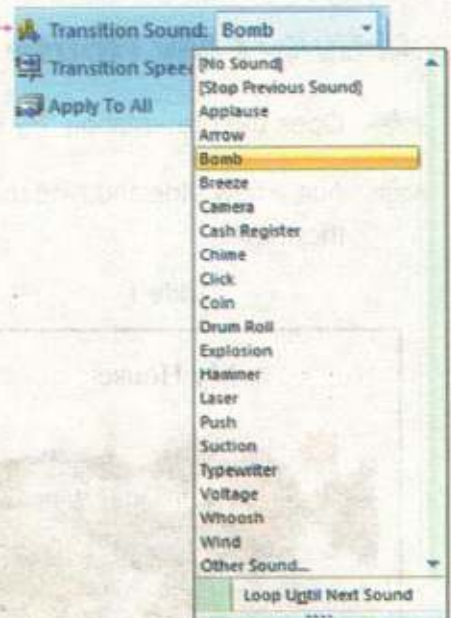 Transition Sound: Bomb
Transition Spee
Apply To All
[No Sound]
[Stop Previous Sound]
Applause
Arrow
Bomb
Breeze
Camera
Cash Register
Chime
Click
Coin
Drum Roll
Explosion
Hammer
Laser
Push
Suction
Typewriter
Voltage
Whoosh
Wind
Other Sound...
Loop Until Next Sound